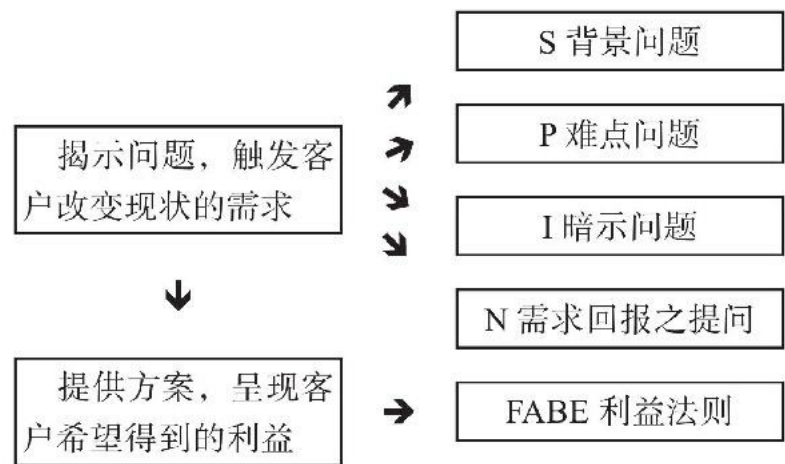 S 背景问题
P 难点问题
揭示问题，触发客
户改变现状的需求
I 暗示问题
N 需求回报之提问
提供方案，呈现客
户希望得到的利益
FABE 利益法则